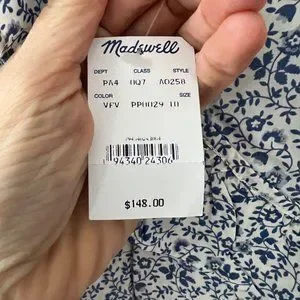 Madewell
DEPT CLASS STYLE
PA4 0Q7 AO258
COLOR SIZE
VFV PP0029 10
94340 24306
$148.00